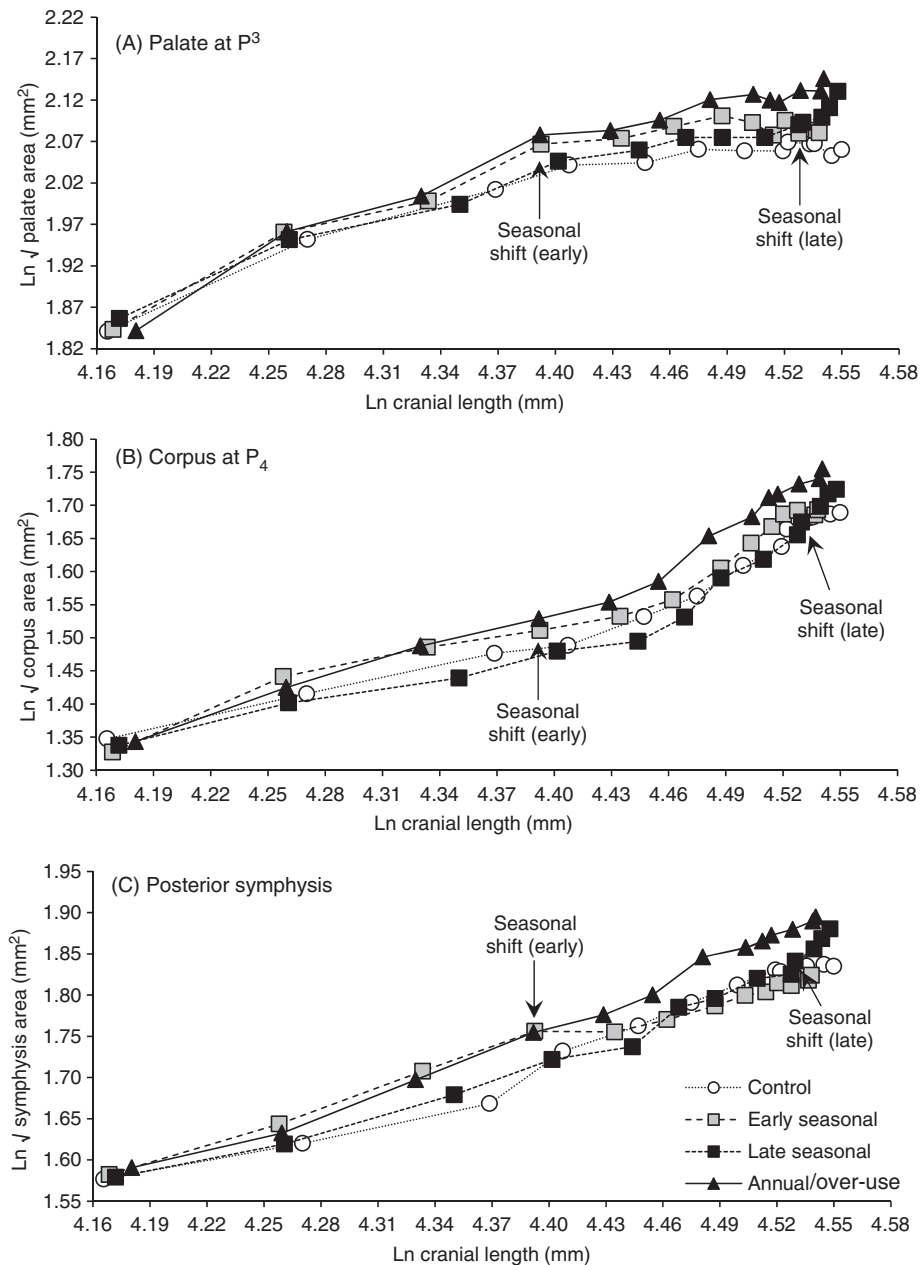 (A) Palate at P³
Ln √ palate area (mm²)
2.22
2.17
2.12
2.07
2.02
1.97
1.92
1.87
1.82
Seasonal
shift (early)
Seasonal
shift (late)
4.16 4.19 4.22 4.25 4.28 4.31 4.34 4.37 4.40 4.43 4.46 4.49 4.52 4.55 4.58
Ln cranial length (mm)
(B) Corpus at P₄
Ln √ corpus area (mm²)
1.80
1.75
1.70
1.65
1.60
1.55
1.50
1.45
1.40
1.35
1.30
Seasonal
shift (late)
Seasonal
shift (early)
4.16 4.19 4.22 4.25 4.28 4.31 4.34 4.37 4.40 4.43 4.46 4.49 4.52 4.55 4.58
Ln cranial length (mm)
(C) Posterior symphysis
Ln √ symphysis area (mm²)
1.95
1.90
1.85
1.80
1.75
1.70
1.65
1.60
1.55
Seasonal
shift (early)
Seasonal
shift (late)
Control
Early seasonal
Late seasonal
Annual/over-use
4.16 4.19 4.22 4.25 4.28 4.31 4.34 4.37 4.40 4.43 4.46 4.49 4.52 4.55 4.58
Ln cranial length (mm)